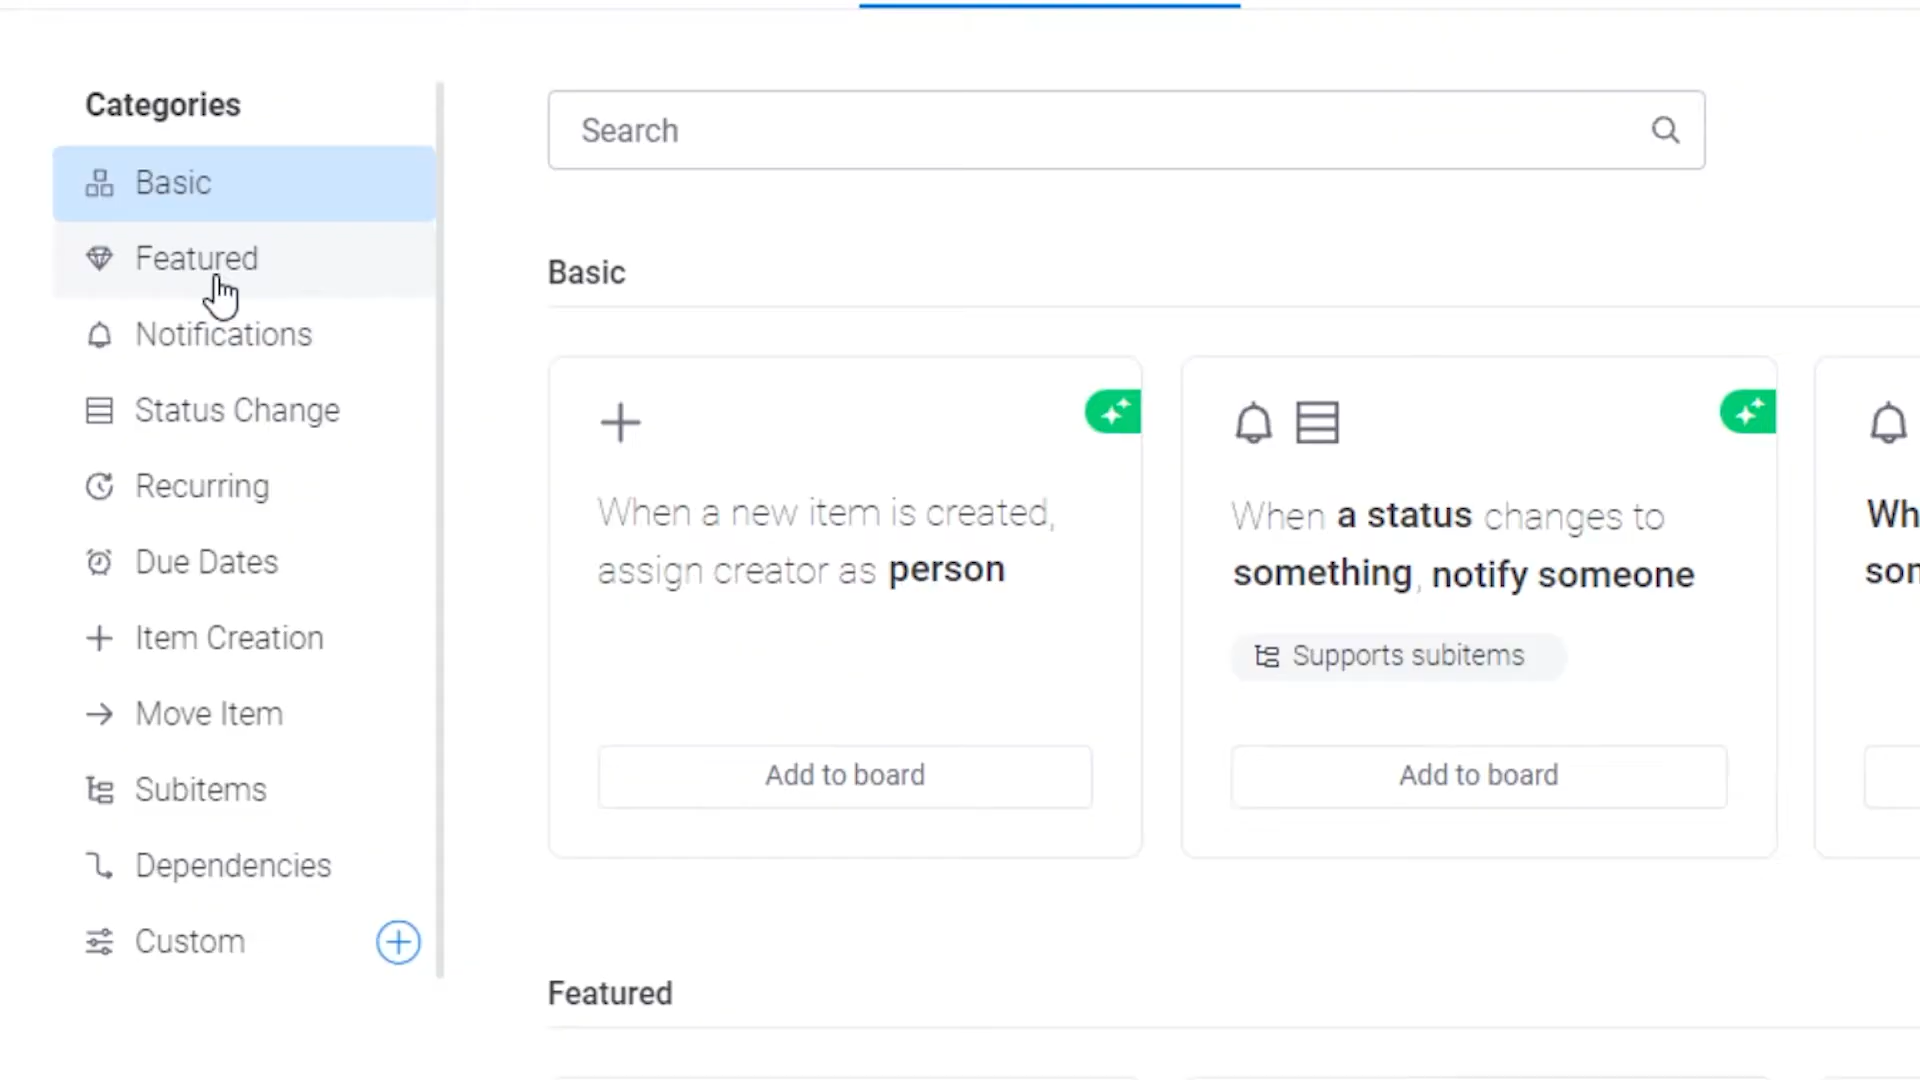 Categories
Basic
Featured
Notifications
Status Change
Recurring
Due Dates
Item Creation
Move Item
Subitems
Dependencies
Custom
Search
Basic
When a new item is created,
assign creator as person
Add to board
When a status changes to
something, notify someone
Supports subitems
Add to board
Featured